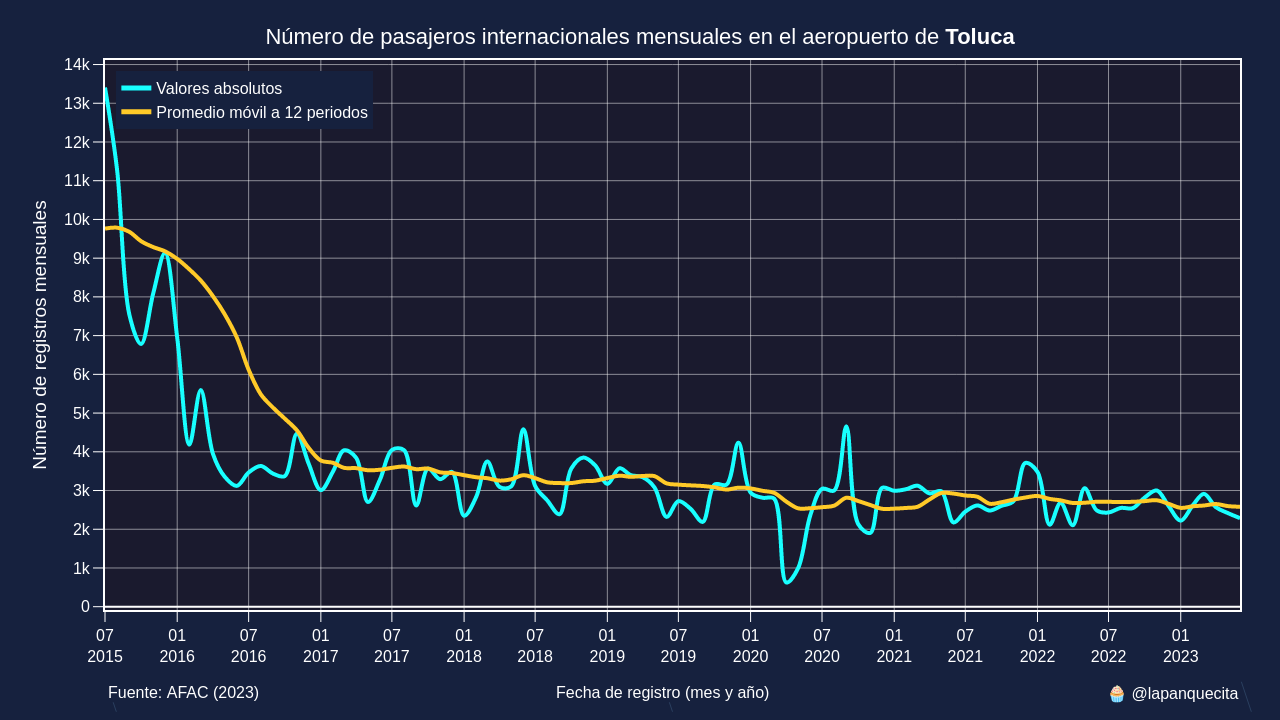 Número de pasajeros internacionales mensuales en el aeropuerto de Toluca
Valores absolutos
Promedio móvil a 12 periodos
Número de registros mensuales
14k
13k
12k
11k
10k
9k
8k
7k
6k
5k
4k
3k
2k
1k
0
07 01 07 01 07 01 07 01 07 01 07 01 07 01 07 01
2015 2016 2016 2017 2017 2018 2018 2019 2019 2020 2020 2021 2021 2022 2022 2023
Fuente: AFAC (2023) Fecha de registro (mes y año) 🧁 @lapanquecita